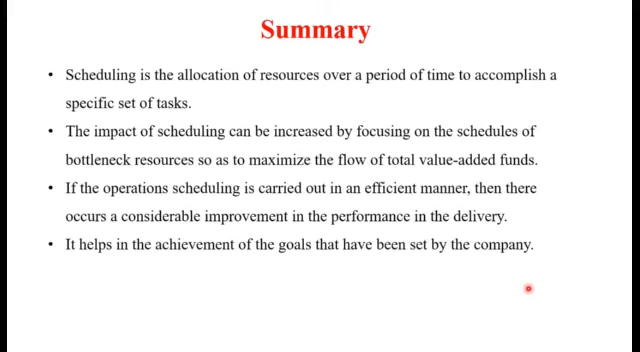 Summary
• Scheduling is the allocation of resources over a period of time to accomplish a
specific set of tasks.
• The impact of scheduling can be increased by focusing on the schedules of
bottleneck resources so as to maximize the flow of total value-added funds.
• If the operations scheduling is carried out in an efficient manner, then there
occurs a considerable improvement in the performance in the delivery.
• It helps in the achievement of the goals that have been set by the company.